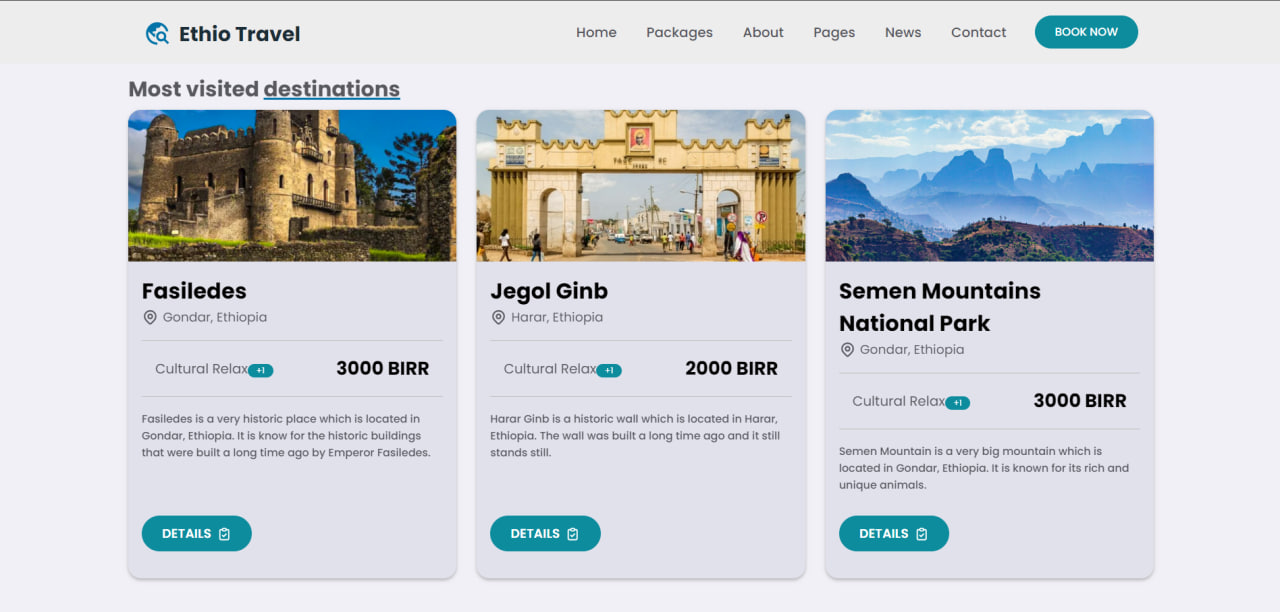 Ethio Travel
Home Packages About Pages News Contact BOOK NOW
Most visited destinations
Fasiledes
Gondar, Ethiopia
Cultural Relax +1 3000 BIRR
Fasiledes is a very historic place which is located in
Gondar, Ethiopia. It is know for the historic buildings
that were built a long time ago by Emperor Fasiledes.
DETAILS
Jegol Ginb
Harar, Ethiopia
Cultural Relax +1 2000 BIRR
Harar Ginb is a historic wall which is located in Harar,
Ethiopia. The wall was built a long time ago and it still
stands still.
DETAILS
Semen Mountains
National Park
Gondar, Ethiopia
Cultural Relax +1 3000 BIRR
Semen Mountain is a very big mountain which is
located in Gondar, Ethiopia. It is known for its rich and
unique animals.
DETAILS